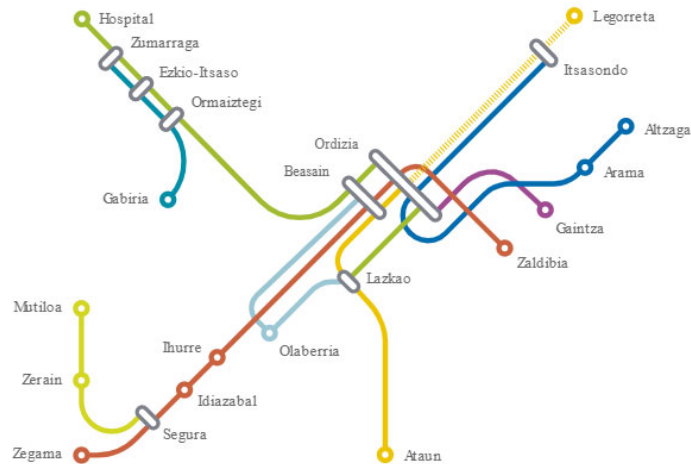 Hospital
Legorreta
Zumarraga
Ezkio-Itsaso
Itsasondo
Ormaiztegi
Altzaga
Ordizia
Beasain
Arama
Gabiria
Gaintza
Zaldibia
Lazkao
Mutiloa
Ihurre
Olaberria
Zerain
Idiazabal
Segura
Zegama
Ataun